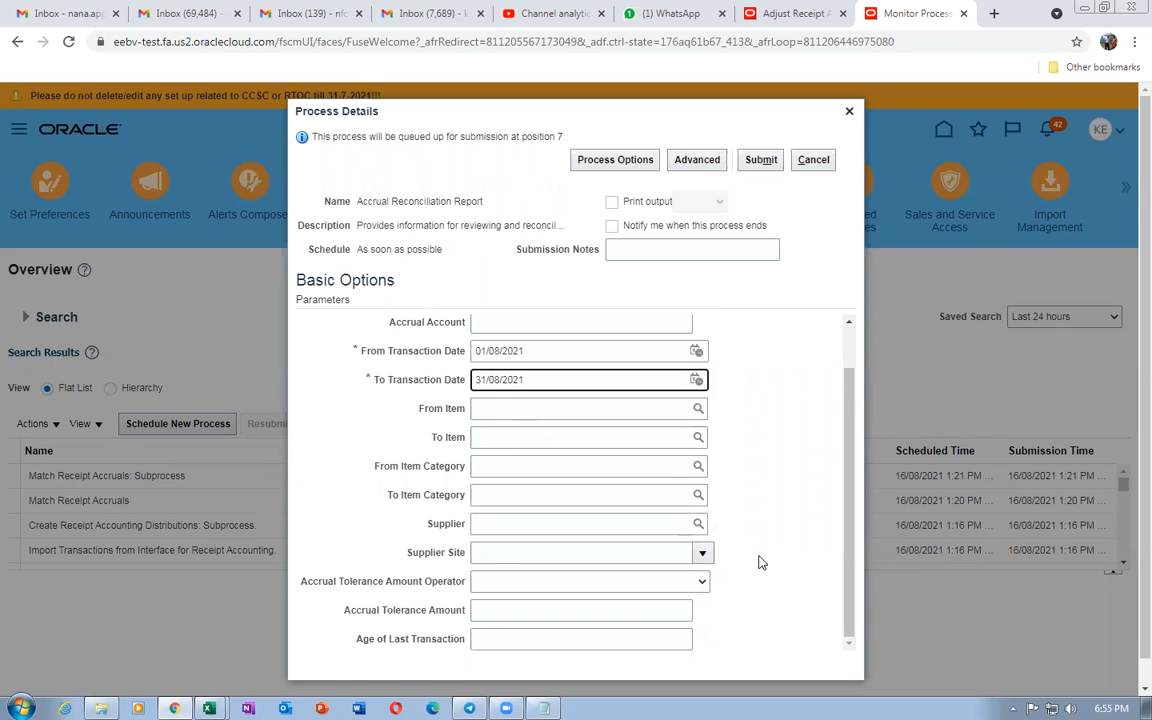 Inbox - nana.app
Inbox (69,484) -
Inbox (139) - nfc
Inbox (7,689) - k
Channel analytic
(1) WhatsApp
Adjust Receipt A
Monitor Process
eebv-test.fa.us2.oraclecloud.com/fscmUI/faces/FuseWelcome?_afrRedirect=811205567173049&_adf.ctrl-state=176aq61b67_413&_afrLoop=811206446975080
Other bookmarks
Please do not delete/edit any set up related to CCSC or RTOC till 31-7-2021!!!
ORACLE
42
KE
Set Preferences
Announcements
Alerts Compose
Sales and Service Access
Import Management
Overview
Search
Saved Search
Last 24 hours
Search Results
View
Flat List
Hierarchy
Actions
View
Schedule New Process
Resubm
Name
Scheduled Time
Submission Time
Match Receipt Accruals: Subprocess
16/08/2021 1:21 PM ...
16/08/2021 1:21 PM ...
Match Receipt Accruals
16/08/2021 1:20 PM ...
16/08/2021 1:20 PM ...
Create Receipt Accounting Distributions: Subprocess.
16/08/2021 1:16 PM ...
16/08/2021 1:16 PM ...
Import Transactions from Interface for Receipt Accounting.
16/08/2021 1:16 PM ...
16/08/2021 1:16 PM ...
Process Details
This process will be queued up for submission at position 7
Process Options
Advanced
Submit
Cancel
Name Accrual Reconciliation Report
Print output
Description Provides information for reviewing and reconcil...
Notify me when this process ends
Schedule As soon as possible
Submission Notes
Basic Options
Parameters
Accrual Account
* From Transaction Date 01/08/2021
* To Transaction Date 31/08/2021
From Item
To Item
From Item Category
To Item Category
Supplier
Supplier Site
Accrual Tolerance Amount Operator
Accrual Tolerance Amount
Age of Last Transaction
6:55 PM